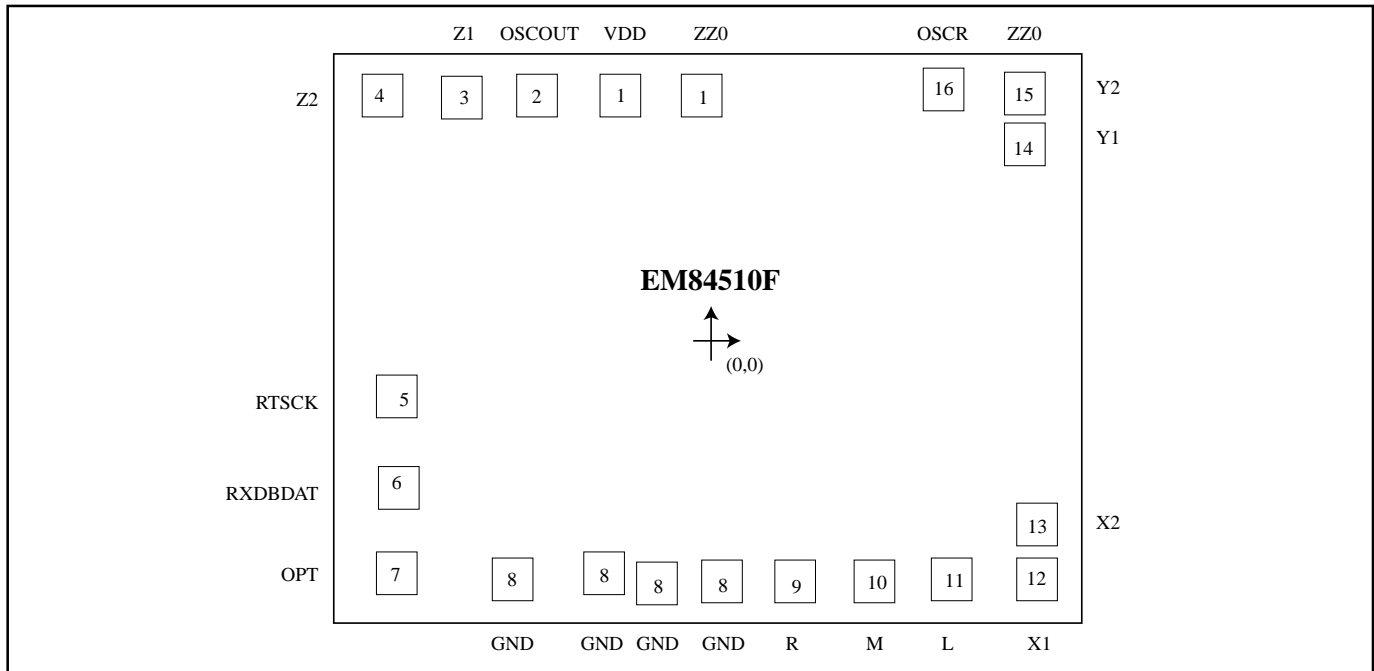 Z1 OSCOUT VDD ZZ0 OSCR ZZ0
Z2 4 3 2 1 1 16 15 Y2
14 Y1
EM84510F
(0,0)
RTSCK 5
RXDBDAT 6
13 X2
OPT 7 8 8 8 8 9 10 11 12
GND GND GND GND R M L X1